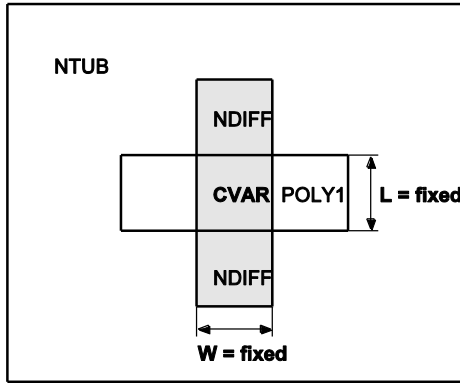 NTUB
NDIFF
CVAR POLY1 L = fixed
NDIFF
W = fixed